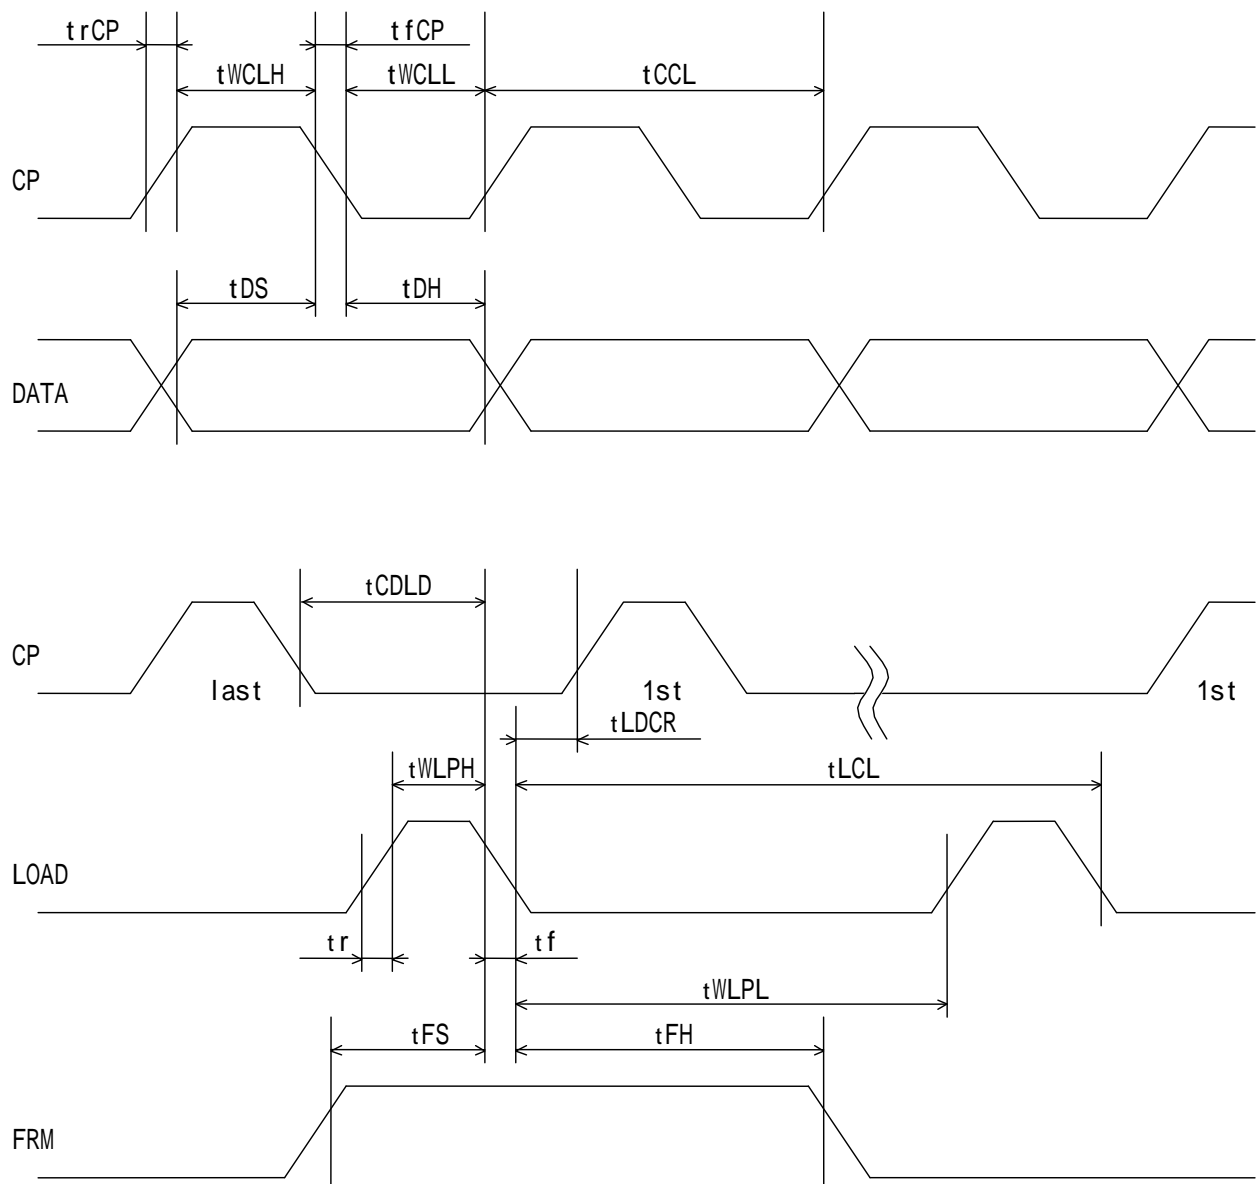 trCP tfCP
tWCLH tWCLL tCCL
CP
tDS tDH
DATA
tCDLD
CP
last 1st 1st
tLDCR
tWLPH tLCL
LOAD
tr tf
tWLPL
tFS tFH
FRM